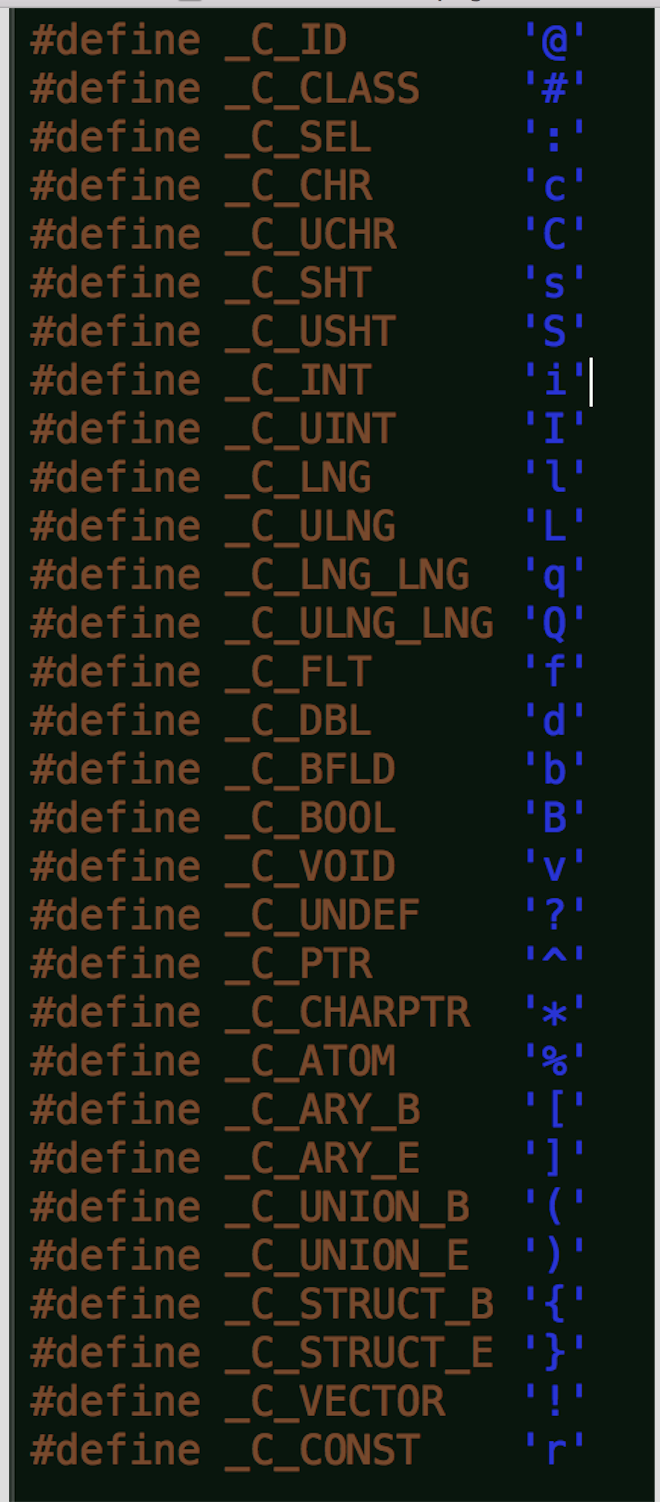 #define _C_ID       '@'
#define _C_CLASS    '#'
#define _C_SEL      ':'
#define _C_CHR      'c'
#define _C_UCHR     'C'
#define _C_SHT      's'
#define _C_USHT     'S'
#define _C_INT      'i'
#define _C_UINT     'I'
#define _C_LNG      'l'
#define _C_ULNG     'L'
#define _C_LNG_LNG  'q'
#define _C_ULNG_LNG 'Q'
#define _C_FLT      'f'
#define _C_DBL      'd'
#define _C_BFLD     'b'
#define _C_BOOL     'B'
#define _C_VOID     'v'
#define _C_UNDEF    '?'
#define _C_PTR      '^'
#define _C_CHARPTR  '*'
#define _C_ATOM     '%'
#define _C_ARY_B    '['
#define _C_ARY_E    ']'
#define _C_UNION_B  '('
#define _C_UNION_E  ')'
#define _C_STRUCT_B '{'
#define _C_STRUCT_E '}'
#define _C_VECTOR   '!'
#define _C_CONST    'r'